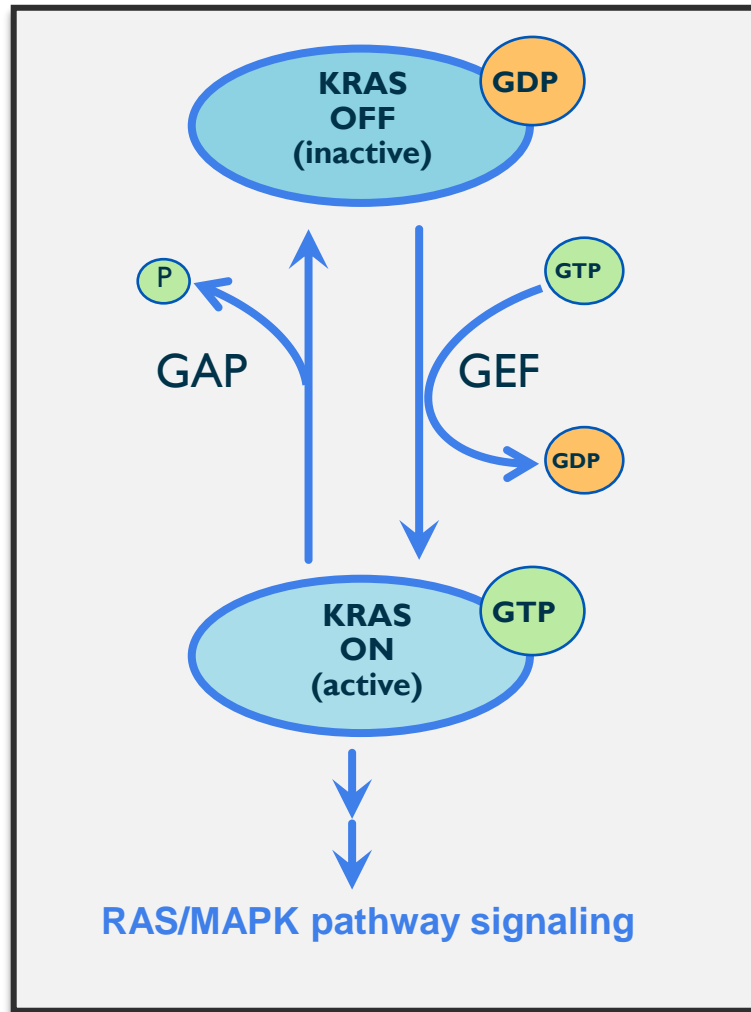 KRAS
OFF
(inactive)
GDP
P
GTP
GAP
GEF
GDP
KRAS
ON
(active)
GTP
RAS/MAPK pathway signaling